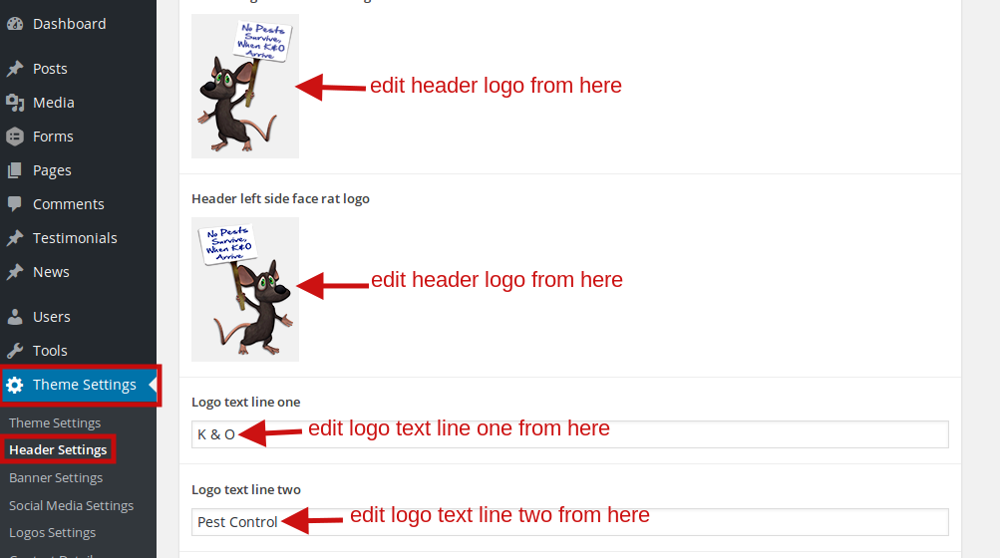 Dashboard
Posts
Media
Forms
Pages
Comments
Testimonials
News
Users
Tools
Theme Settings
Theme Settings
Header Settings
Banner Settings
Social Media Settings
Logos Settings
No Pests
Survive,
When K&O
Arrive
edit header logo from here
Header left side face rat logo
No Pests
Survive,
When K&O
Arrive
edit header logo from here
Logo text line one
K & O
edit logo text line one from here
Logo text line two
Pest Control
edit logo text line two from here